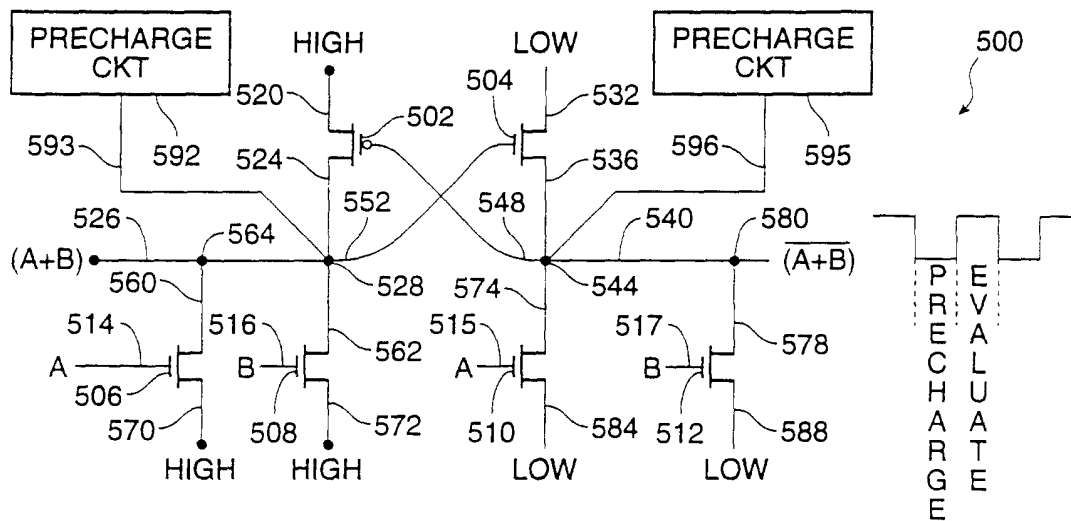 PRECHARGE
CKT
HIGH
LOW
PRECHARGE
CKT
500
520
502
504
532
593
592
524
536
596
595
526
564
552
548
540
580
(A+B)
(A+B)
560
528
574
544
514
516
562
515
517
578
A
B
A
B
506
570
508
572
510
584
512
588
HIGH
HIGH
LOW
LOW
PRECHARGE
EVALUATE